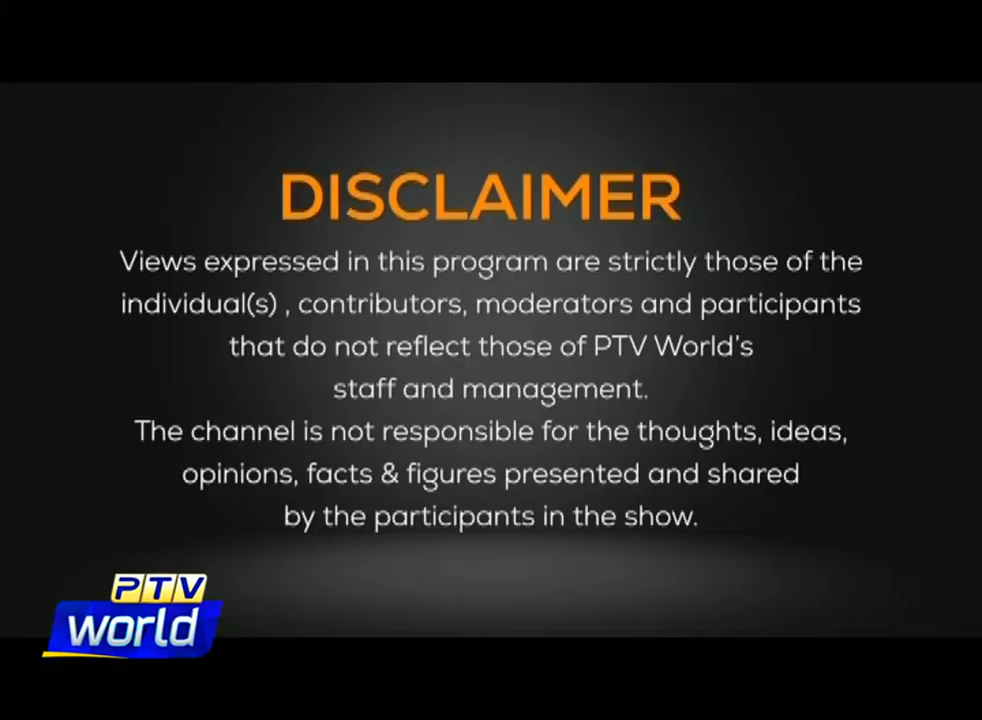 DISCLAIMER
Views expressed in this program are strictly those of the
individual(s) , contributors, moderators and participants
that do not reflect those of PTV World's
staff and management.
The channel is not responsible for the thoughts, ideas,
opinions, facts & figures presented and shared
by the participants in the show.
PTV
world